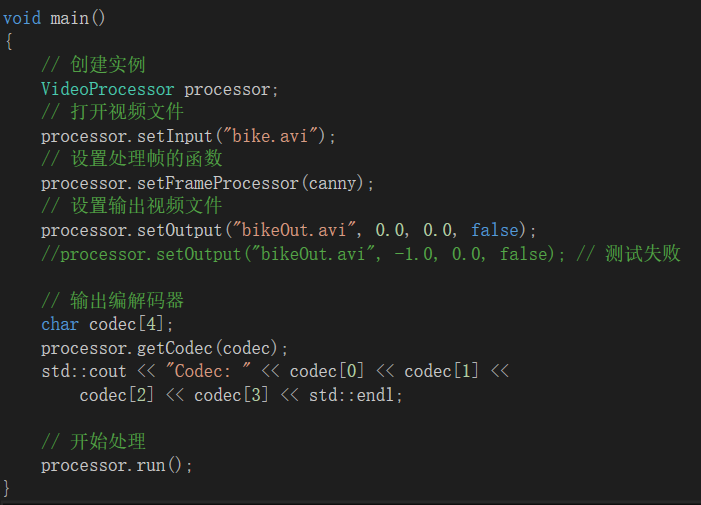 void main()
{
    // 创建实例
    VideoProcessor processor;
    // 打开视频文件
    processor.setInput("bike.avi");
    // 设置处理帧的函数
    processor.setFrameProcessor(canny);
    // 设置输出视频文件
    processor.setOutput("bikeOut.avi", 0.0, 0.0, false);
    //processor.setOutput("bikeOut.avi", -1.0, 0.0, false); // 测试失败

    // 输出编解码器
    char codec[4];
    processor.getCodec(codec);
    std::cout << "Codec: " << codec[0] << codec[1] <<
        codec[2] << codec[3] << std::endl;

    // 开始处理
    processor.run();
}